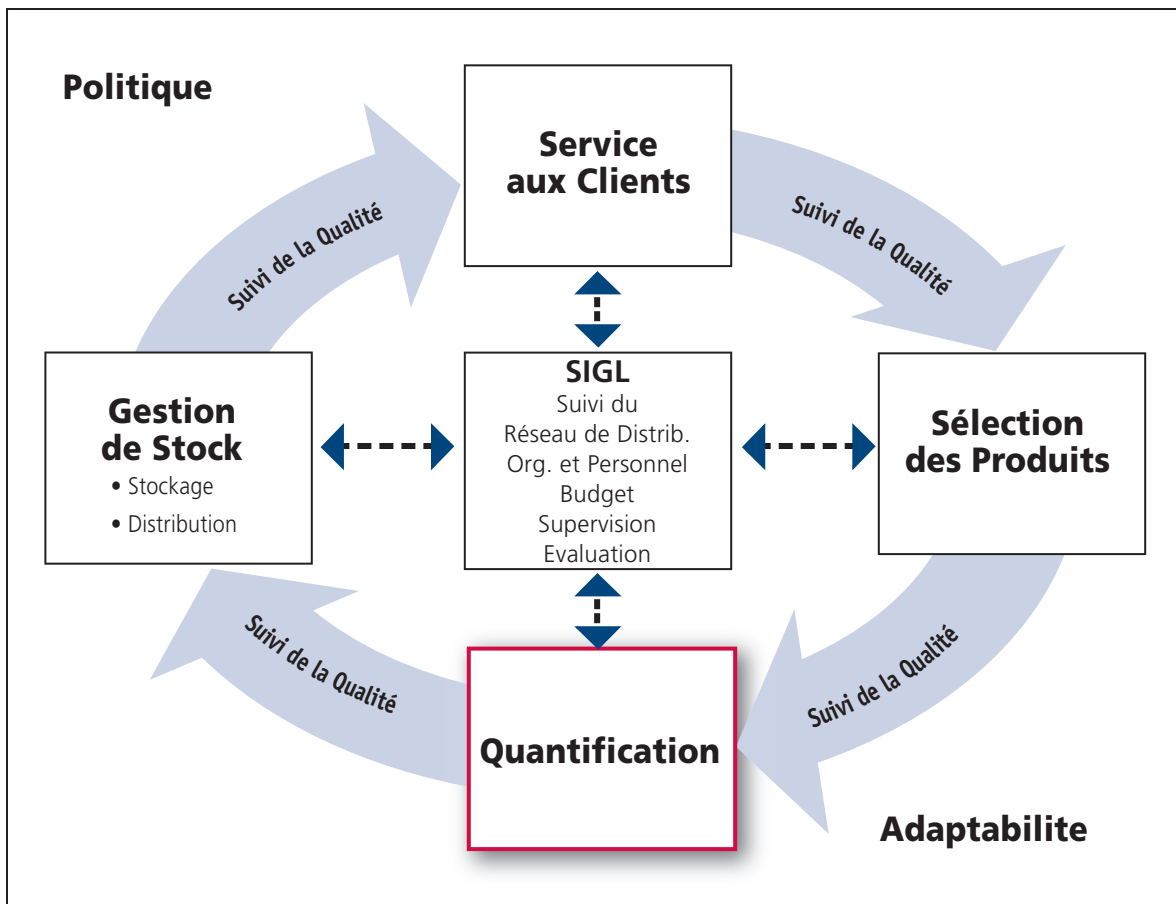 Politique
Service
aux Clients
Suivi de la Qualité
Suivi de la Qualité
Gestion
de Stock
• Stockage
• Distribution
SIGL
Suivi du
Réseau de Distrib.
Org. et Personnel
Budget
Supervision
Evaluation
Sélection
des Produits
Suivi de la Qualité
Suivi de la Qualité
Quantification
Adaptabilite